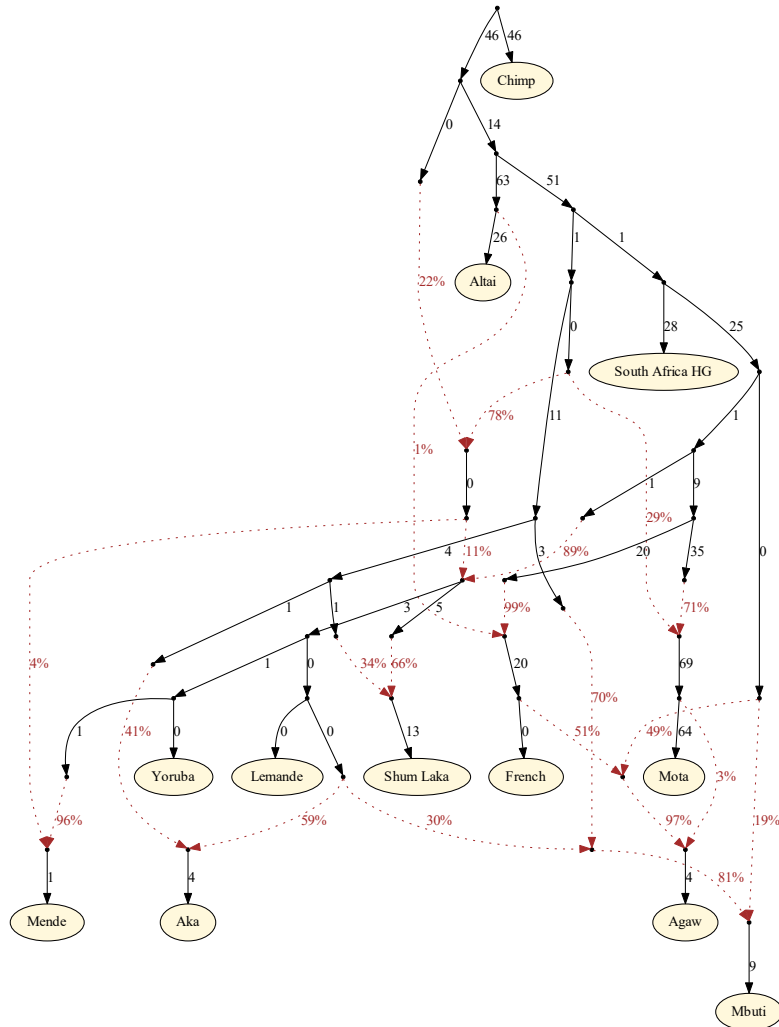 46 46
Chimp
0 14
63 51
26 1 1
Altai
22%
0 28 25
South Africa HG
78% 11 1
1%
0 1 9
29%
4 11% 3 89% 20 35 0
99% 71%
1 1 3 5
4% 34% 66% 20 69
1 0 70%
1 41% 0 0 0 13 51% 0 49% 64
Yoruba Lemande Shum Laka French Mota
3%
96% 59% 30% 97% 19%
1 4 4 81%
Mende Aka Agaw
9
Mbuti